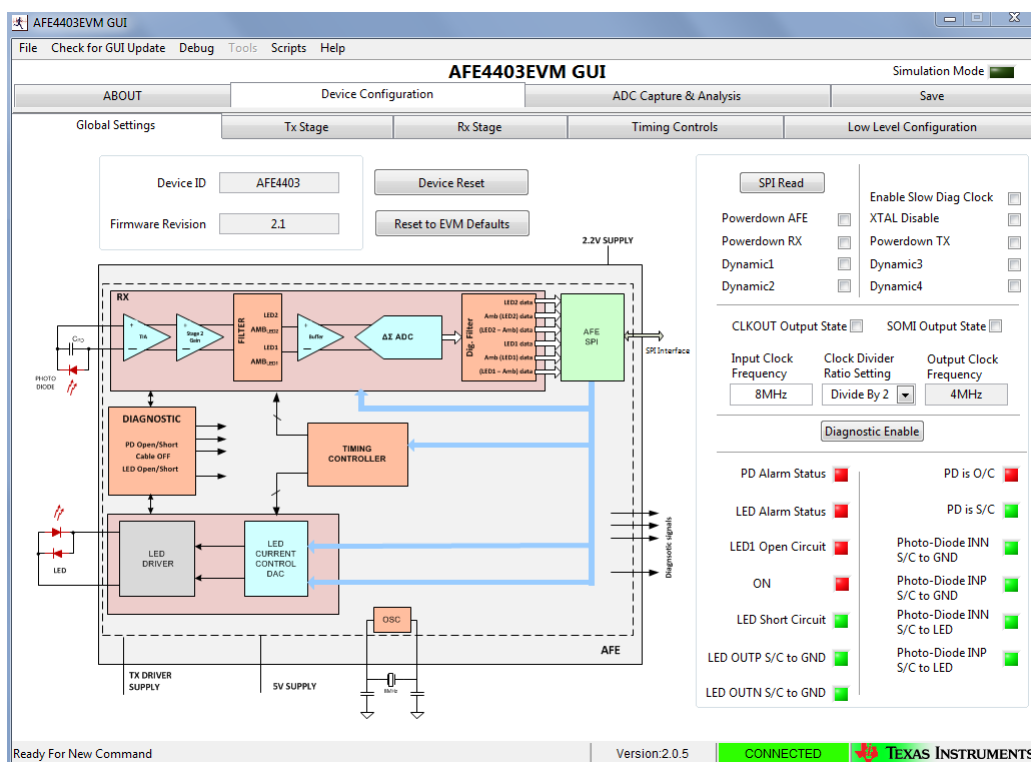 AFE4403EVM GUI
File Check for GUI Update Debug Tools Scripts Help
AFE4403EVM GUI
Simulation Mode
ABOUT
Device Configuration
ADC Capture & Analysis
Save
Global Settings
Tx Stage
Rx Stage
Timing Controls
Low Level Configuration
Device ID
AFE4403
Device Reset
Firmware Revision
2.1
Reset to EVM Defaults
2.2V SUPPLY
RX
TIA
Stage 2
Gain
FILTER
LED2
AMBLED2
LED1
AMBLED1
Buffer
ΔΣ ADC
Dig. Filter
LED2 data
Amb (LED2) data
(LED2 – Amb) data
LED1 data
Amb (LED1) data
(LED1 – Amb) data
AFE
SPI
SPI Interface
CPD
PHOTO
DIODE
DIAGNOSTIC
PD Open/Short
Cable OFF
LED Open/Short
TIMING
CONTROLLER
LED
DRIVER
LED
CURRENT
CONTROL
DAC
LED
Diagnostic signals
OSC
AFE
8MHz
TX DRIVER
SUPPLY
5V SUPPLY
SPI Read
Enable Slow Diag Clock
Powerdown AFE
XTAL Disable
Powerdown RX
Powerdown TX
Dynamic1
Dynamic3
Dynamic2
Dynamic4
CLKOUT Output State
SOMI Output State
Input Clock
Frequency
Clock Divider
Ratio Setting
Output Clock
Frequency
8MHz
Divide By 2
4MHz
Diagnostic Enable
PD Alarm Status
PD is O/C
LED Alarm Status
PD is S/C
LED1 Open Circuit
Photo-Diode INN
S/C to GND
ON
Photo-Diode INP
S/C to GND
LED Short Circuit
Photo-Diode INN
S/C to LED
LED OUTP S/C to GND
Photo-Diode INP
S/C to LED
LED OUTN S/C to GND
Ready For New Command
Version:2.0.5
CONNECTED
TEXAS INSTRUMENTS